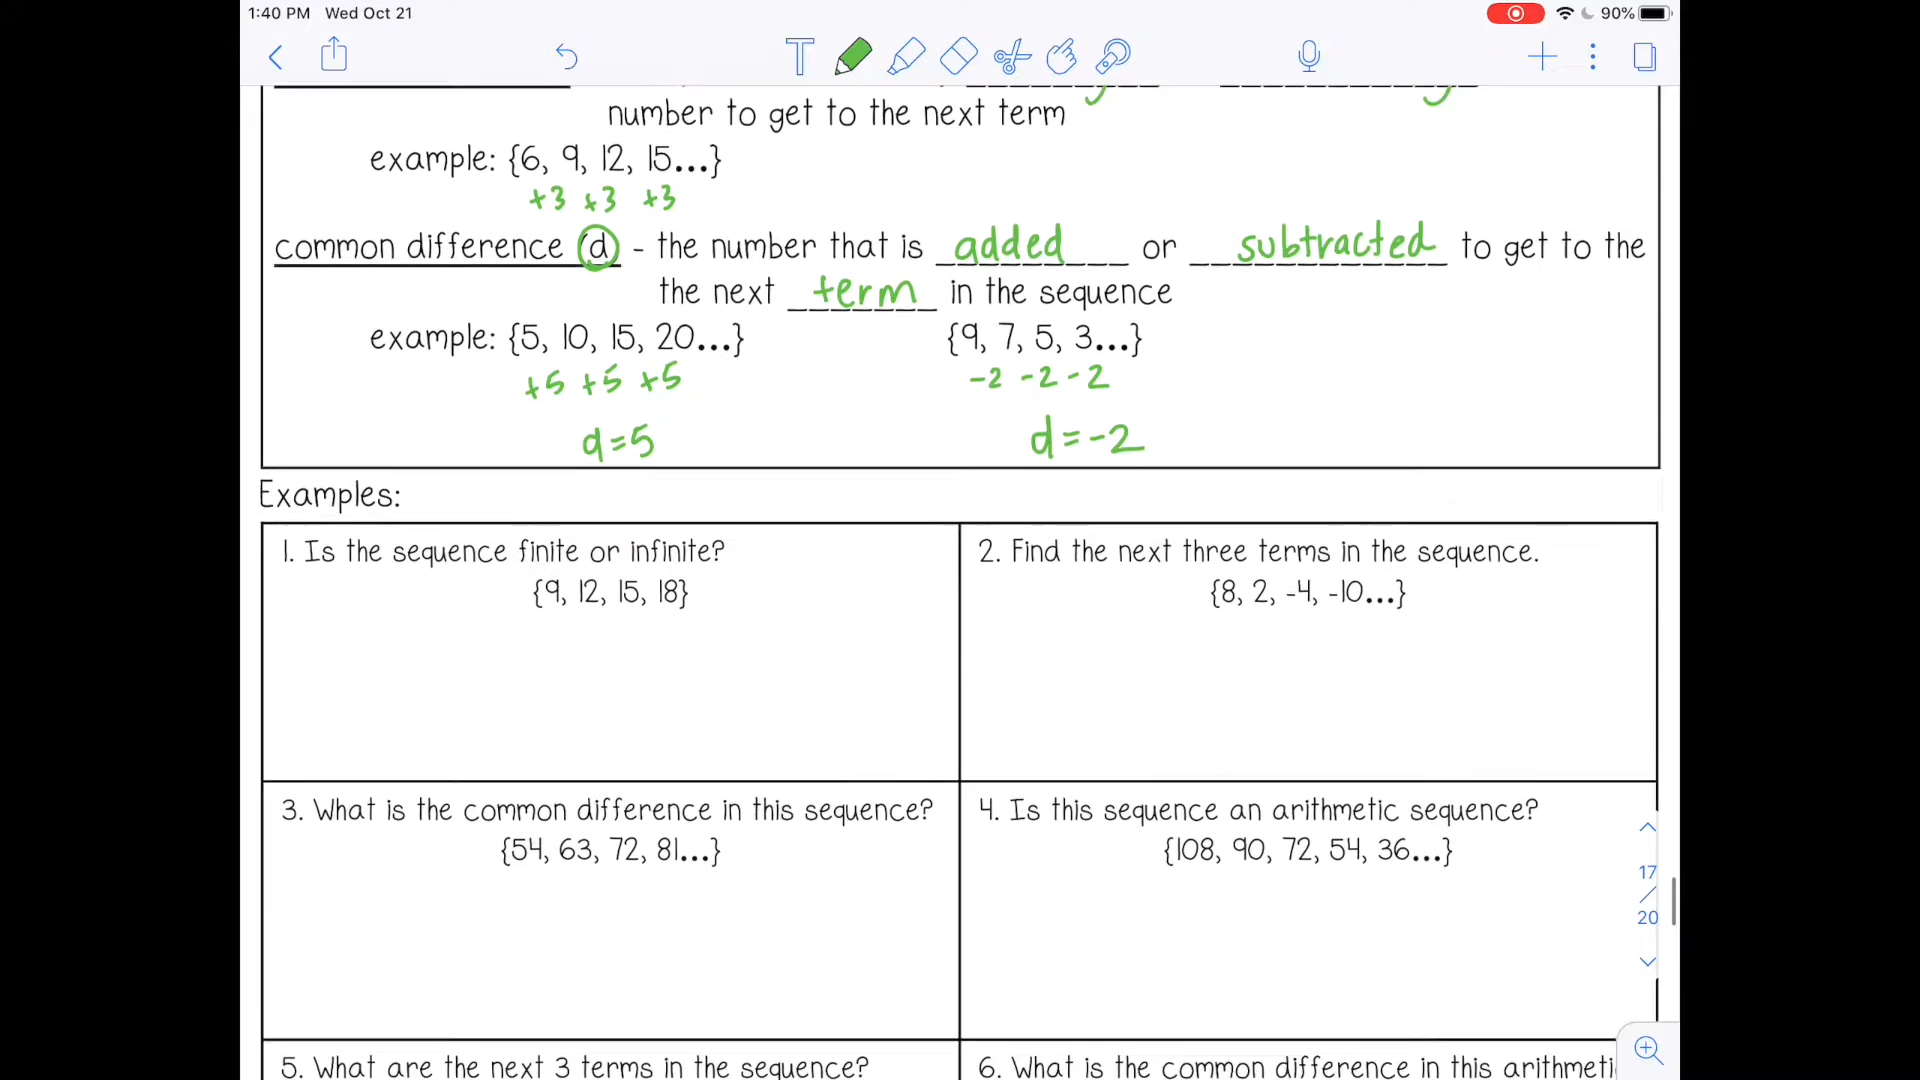 1:40 PM Wed Oct 21 90%
T
number to get to the next term
example: {6, 9, 12, 15...}
+3 +3 +3
common difference (d) - the number that is added or subtracted to get to the
the next term in the sequence
example: {5, 10, 15, 20...} {9, 7, 5, 3...}
+5 +5 +5 -2 -2 -2
d=5 d=-2
Examples:
1. Is the sequence finite or infinite?
{9, 12, 15, 18}
2. Find the next three terms in the sequence.
{8, 2, -4, -10...}
3. What is the common difference in this sequence?
{54, 63, 72, 81...}
4. Is this sequence an arithmetic sequence?
{108, 90, 72, 54, 36...}
17
/
20
5. What are the next 3 terms in the sequence?
6. What is the common difference in this arithmeti